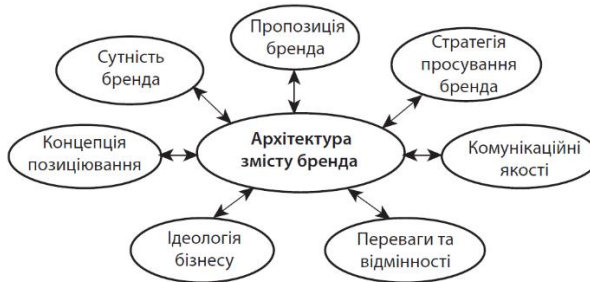 Пропозиція
бренда
Сутність
бренда
Стратегія
просування
бренда
Концепція
позиціювання
Архітектура
змісту бренда
Комунікаційні
якості
Ідеологія
бізнесу
Переваги та
відмінності